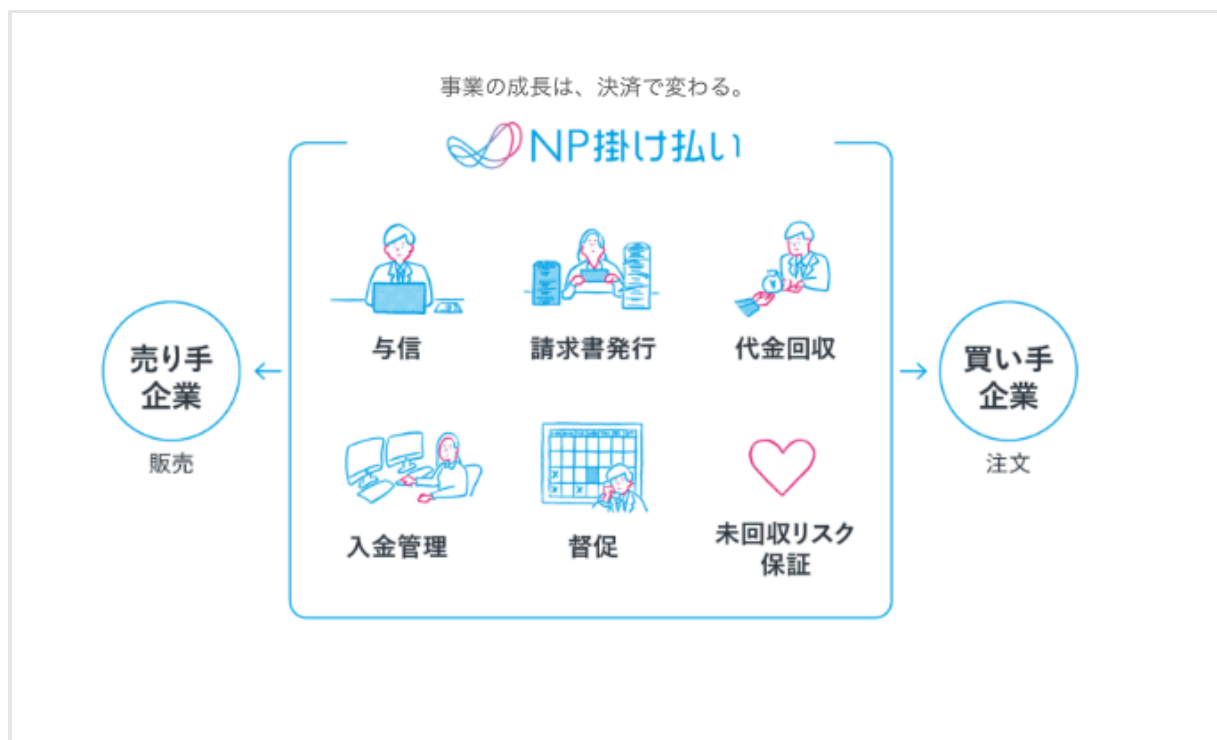 事業の成長は、決済で変わる。
NP掛け払い
売り手
企業
販売
与信
請求書発行
代金回収
入金管理
督促
未回収リスク
保証
買い手
企業
注文